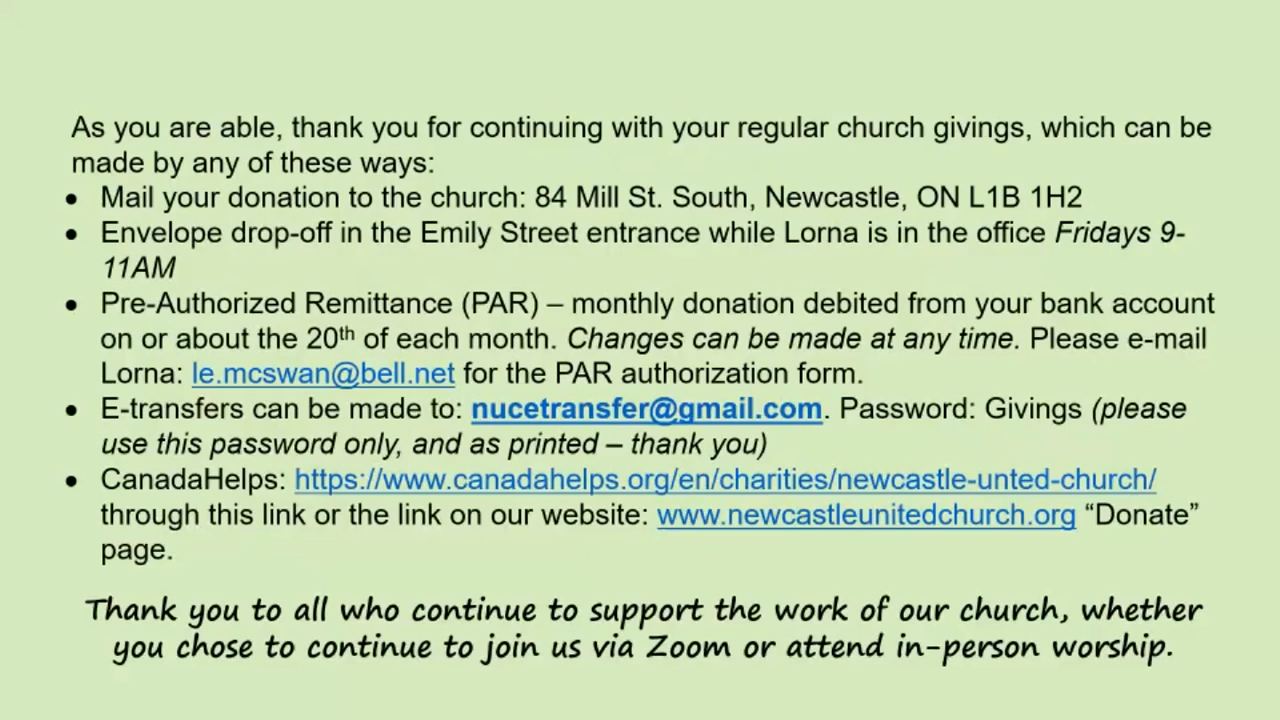 As you are able, thank you for continuing with your regular church givings, which can be
made by any of these ways:
• Mail your donation to the church: 84 Mill St. South, Newcastle, ON L1B 1H2
• Envelope drop-off in the Emily Street entrance while Lorna is in the office Fridays 9-
11AM
• Pre-Authorized Remittance (PAR) – monthly donation debited from your bank account
on or about the 20th of each month. Changes can be made at any time. Please e-mail
Lorna: le.mcswan@bell.net for the PAR authorization form.
• E-transfers can be made to: nucetransfer@gmail.com. Password: Givings (please
use this password only, and as printed – thank you)
• CanadaHelps: https://www.canadahelps.org/en/charities/newcastle-unted-church/
through this link or the link on our website: www.newcastleunitedchurch.org “Donate”
page.
Thank you to all who continue to support the work of our church, whether
you chose to continue to join us via Zoom or attend in-person worship.